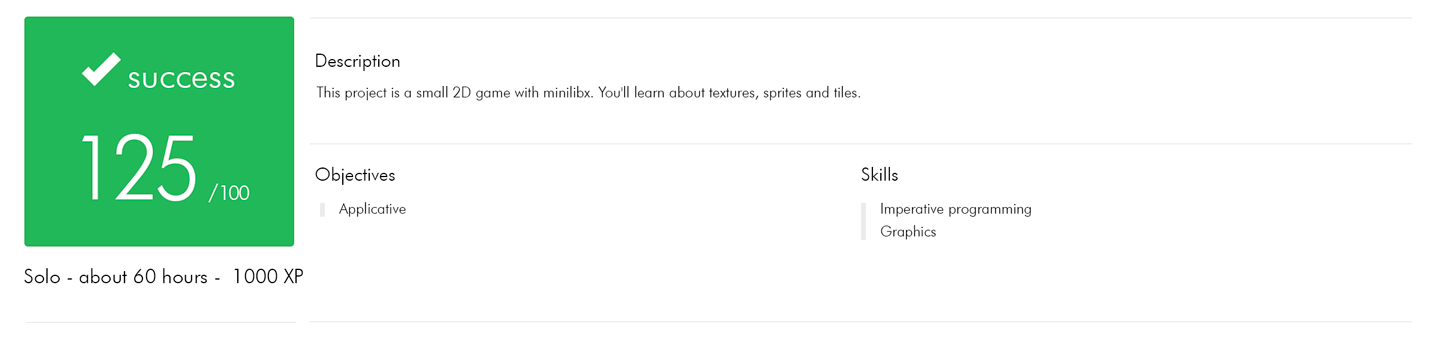 success
125 /100
Solo - about 60 hours - 1000 XP
Description
This project is a small 2D game with minilibx. You'll learn about textures, sprites and tiles.
Objectives
Applicative
Skills
Imperative programming
Graphics